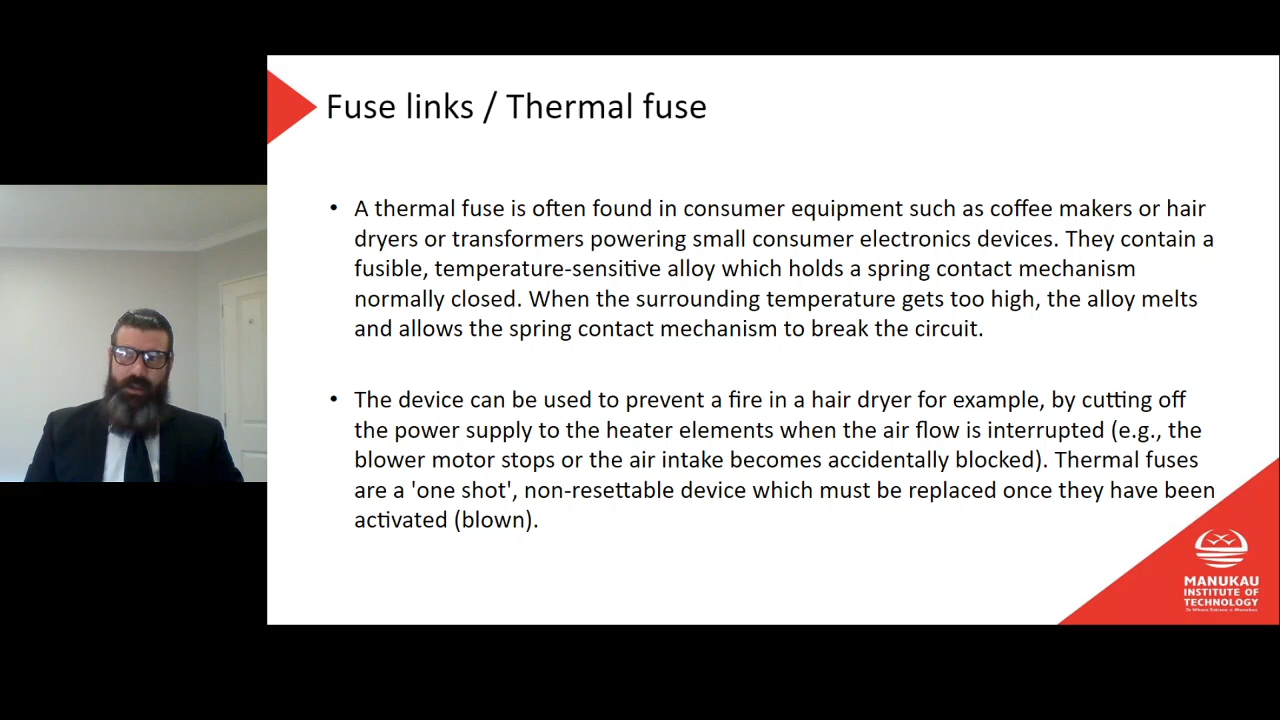 Fuse links / Thermal fuse
• A thermal fuse is often found in consumer equipment such as coffee makers or hair
dryers or transformers powering small consumer electronics devices. They contain a
fusible, temperature-sensitive alloy which holds a spring contact mechanism
normally closed. When the surrounding temperature gets too high, the alloy melts
and allows the spring contact mechanism to break the circuit.
• The device can be used to prevent a fire in a hair dryer for example, by cutting off
the power supply to the heater elements when the air flow is interrupted (e.g., the
blower motor stops or the air intake becomes accidentally blocked). Thermal fuses
are a 'one shot', non-resettable device which must be replaced once they have been
activated (blown).
MANUKAU
INSTITUTE OF
TECHNOLOGY